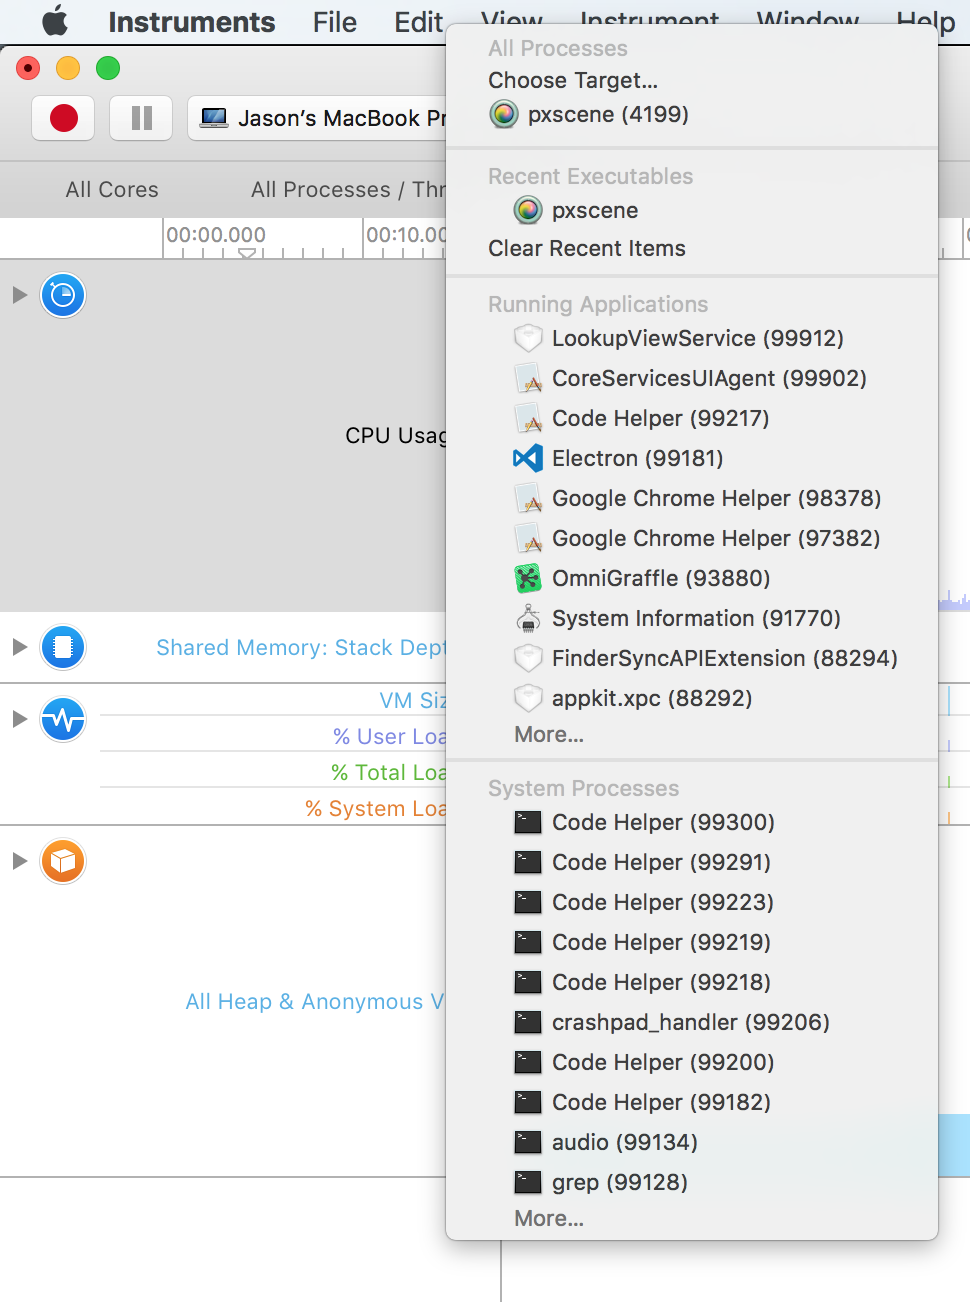 Instruments File Edit View Instrument Window Help
All Processes
Choose Target...
pxscene (4199)
Jason's MacBook Pr
Recent Executables
All Cores All Processes / Thr
pxscene
00:00.000 00:10.00
Clear Recent Items
Running Applications
LookupViewService (99912)
CoreServicesUIAgent (99902)
Code Helper (99217)
CPU Usag
Electron (99181)
Google Chrome Helper (98378)
Google Chrome Helper (97382)
OmniGraffle (93880)
System Information (91770)
Shared Memory: Stack Dept
FinderSyncAPIExtension (88294)
appkit.xpc (88292)
VM Siz
More...
% User Loa
% Total Loa
% System Loa
System Processes
Code Helper (99300)
Code Helper (99291)
Code Helper (99223)
Code Helper (99219)
Code Helper (99218)
All Heap & Anonymous V
crashpad_handler (99206)
Code Helper (99200)
Code Helper (99182)
audio (99134)
grep (99128)
More...